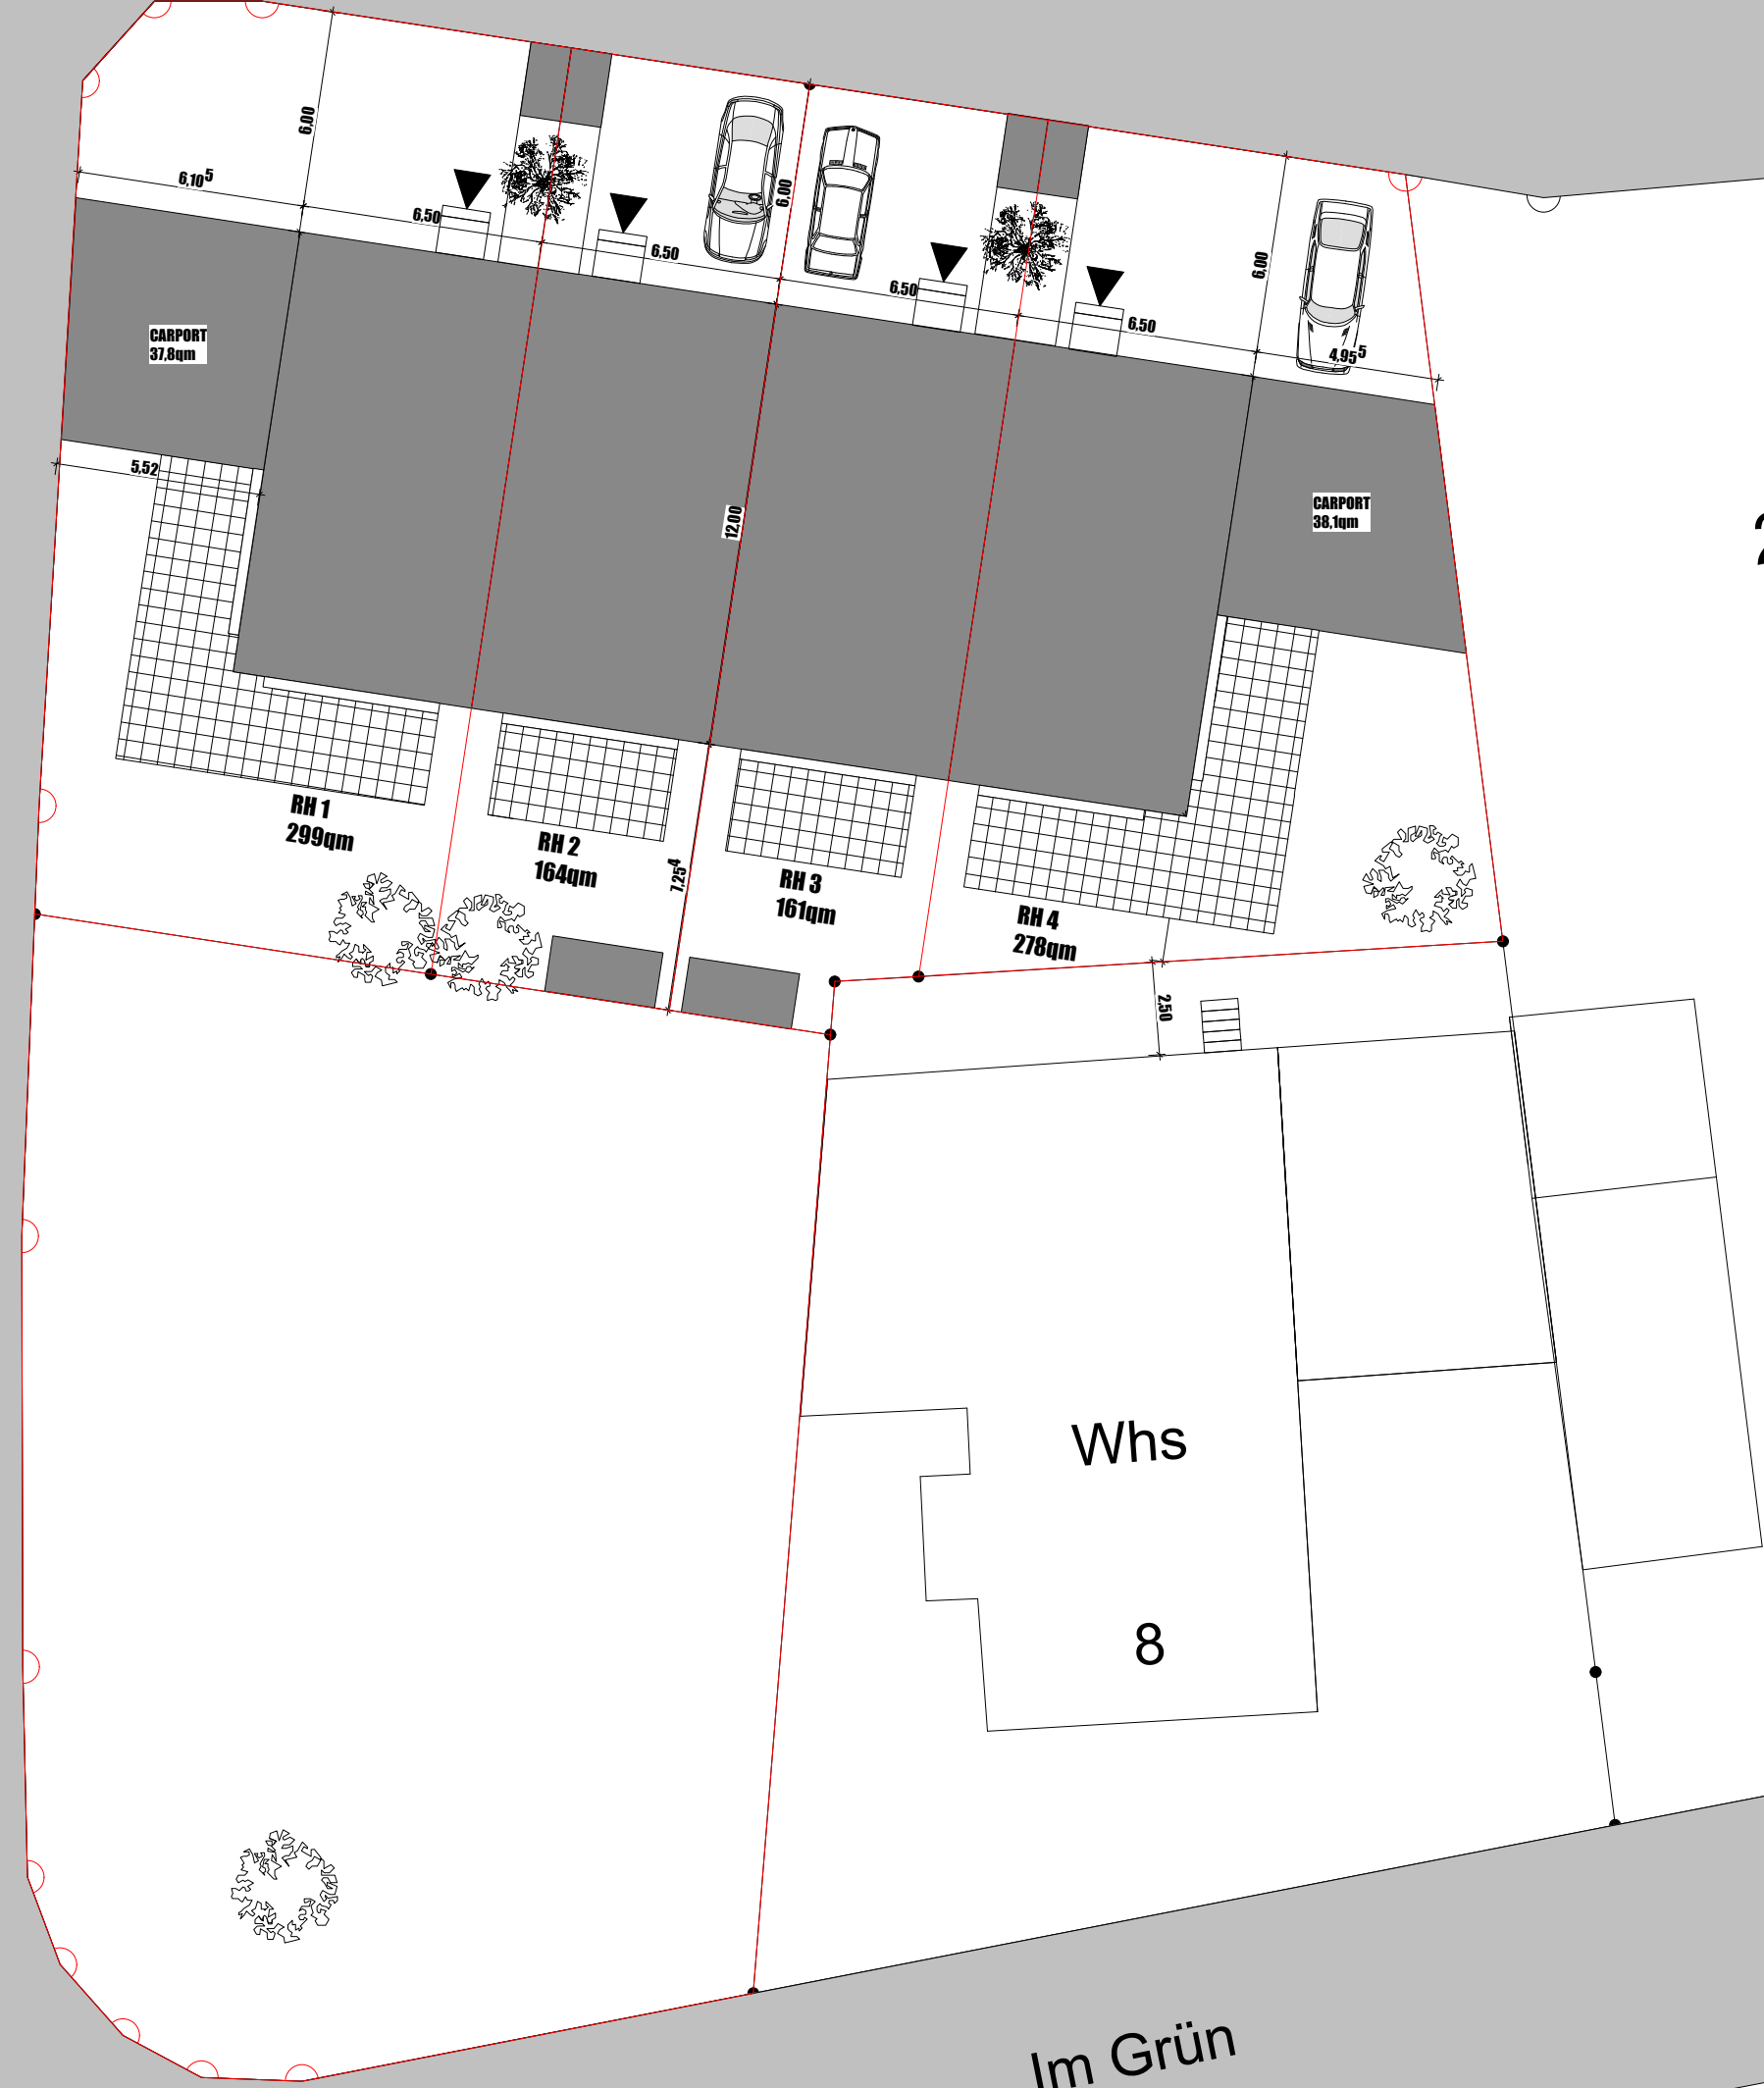 6,00
6,10⁵
6,50
6,50
6,00
6,50
6,50
6,00
4,95⁵
CARPORT
37,8qm
5,52
12,00
CARPORT
38,1qm
RH 1
299qm
RH 2
164qm
7,25⁴
RH 3
161qm
RH 4
278qm
2,50
Whs
8
Im Grün